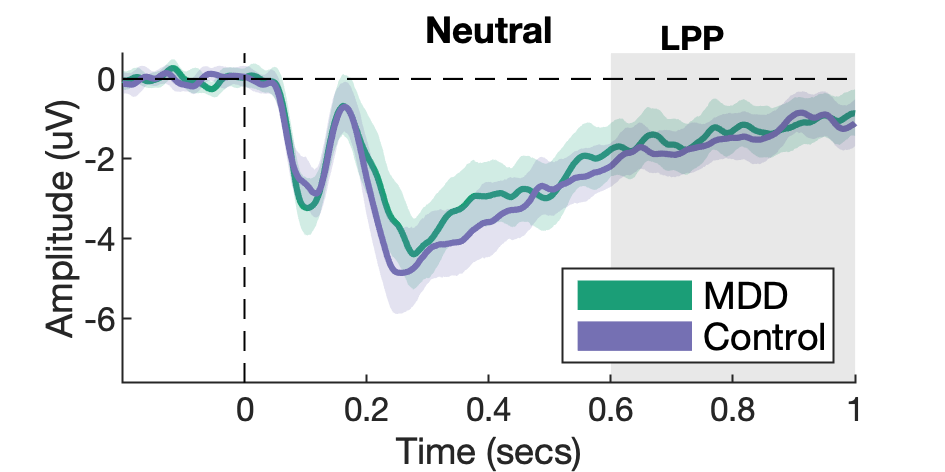 Neutral
LPP
0
-2
-4
-6
Amplitude (uV)
MDD
Control
0 0.2 0.4 0.6 0.8 1
Time (secs)